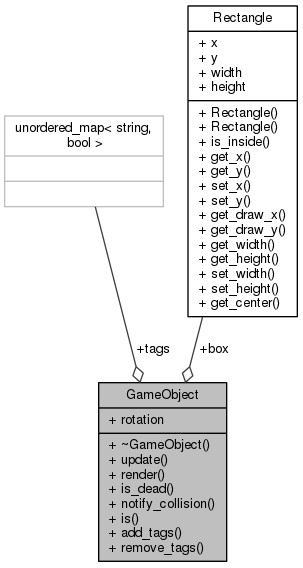 Rectangle
+ x
+ y
+ width
+ height
+ Rectangle()
+ Rectangle()
+ is_inside()
+ get_x()
+ get_y()
+ set_x()
+ set_y()
+ get_draw_x()
+ get_draw_y()
+ get_width()
+ get_height()
+ set_width()
+ set_height()
+ get_center()
unordered_map< string,
bool >
+tags
+box
GameObject
+ rotation
+ ~GameObject()
+ update()
+ render()
+ is_dead()
+ notify_collision()
+ is()
+ add_tags()
+ remove_tags()